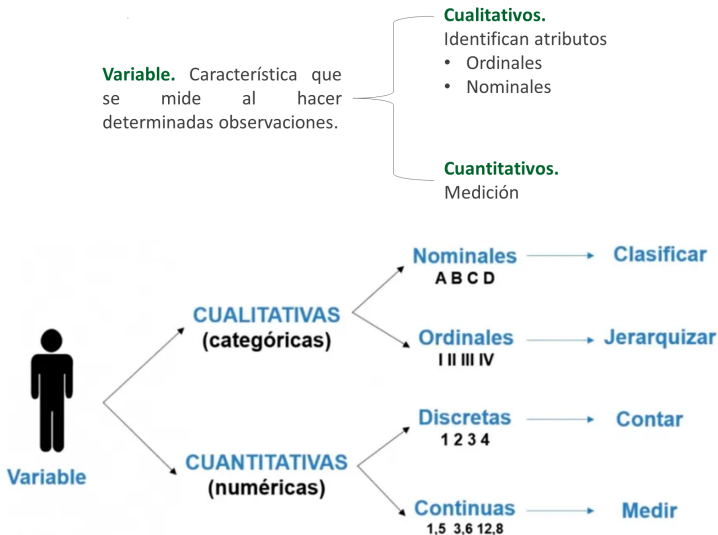 Cualitativos.
Identifican atributos
• Ordinales
• Nominales
Variable. Característica que
se mide al hacer
determinadas observaciones.
Cuantitativos.
Medición
Nominales
A B C D
Clasificar
CUALITATIVAS
(categóricas)
Ordinales
I II III IV
Jerarquizar
Variable
CUANTITATIVAS
(numéricas)
Discretas
1 2 3 4
Contar
Continuas
1,5 3,6 12,8
Medir